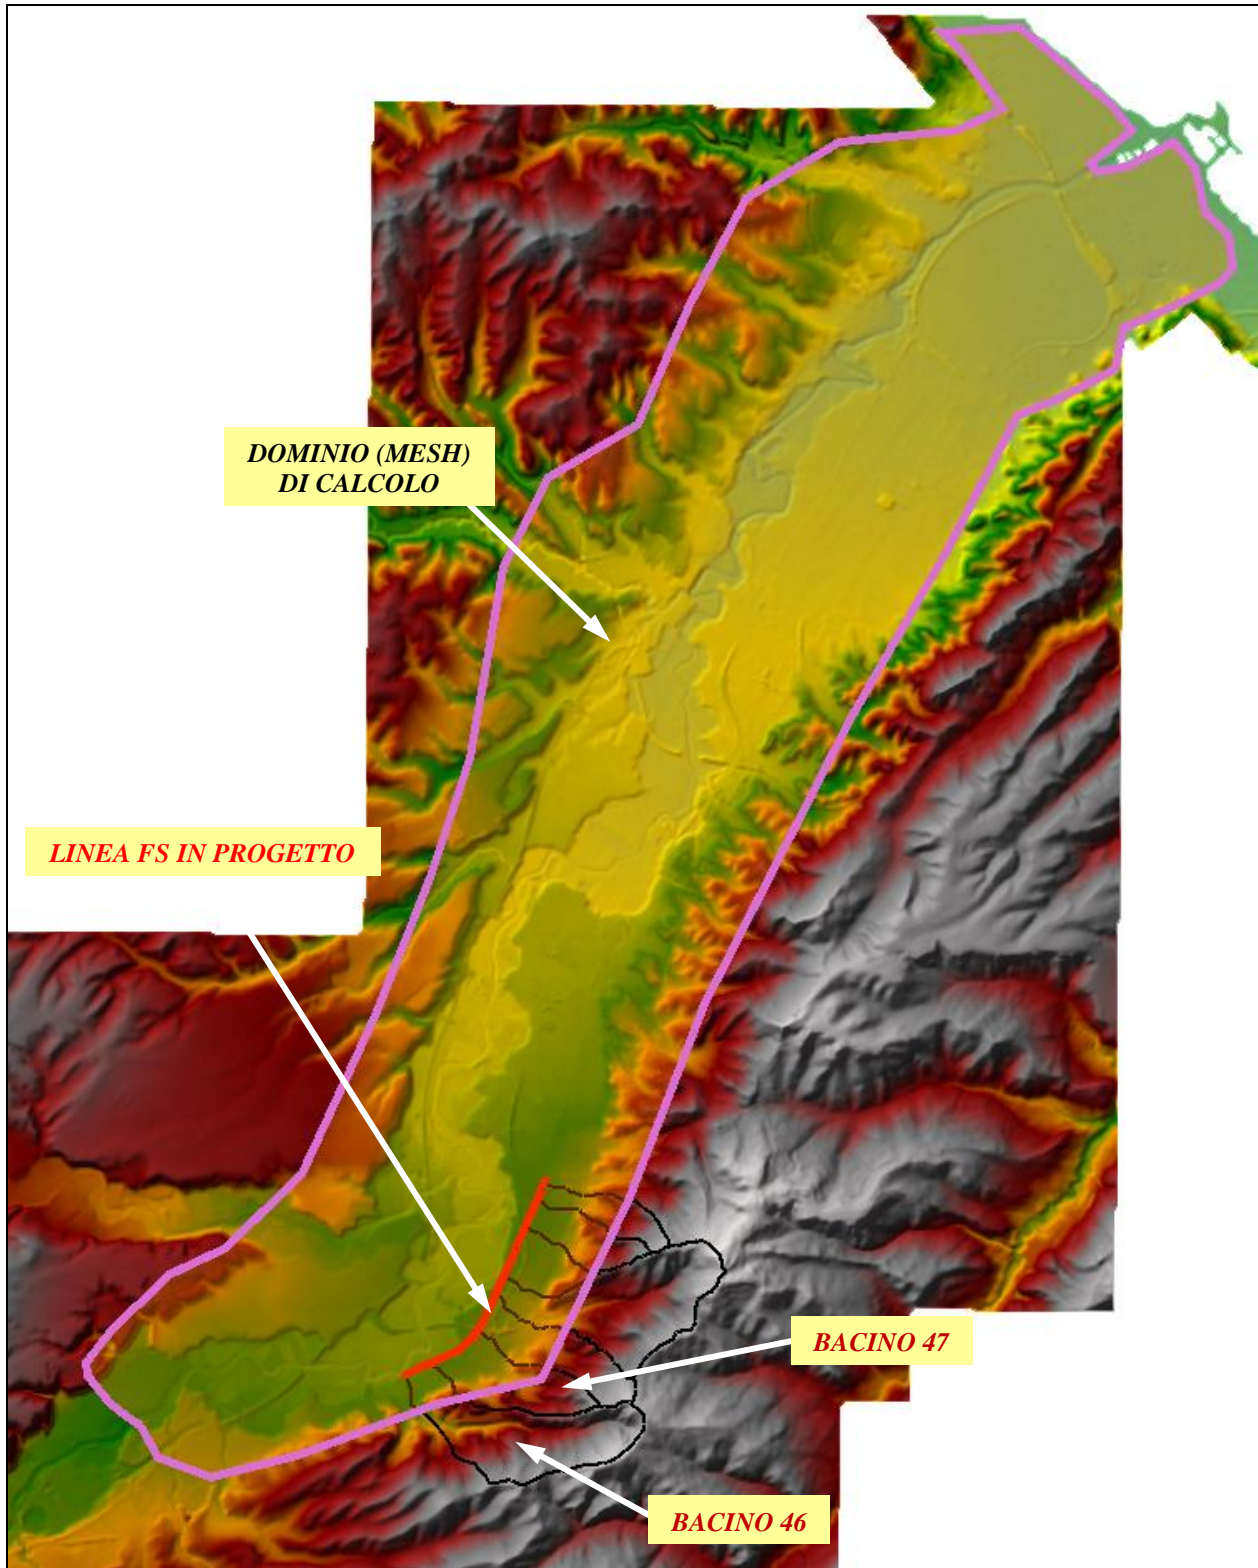 DOMINIO (MESH)
DI CALCOLO
LINEA FS IN PROGETTO
BACINO 47
BACINO 46